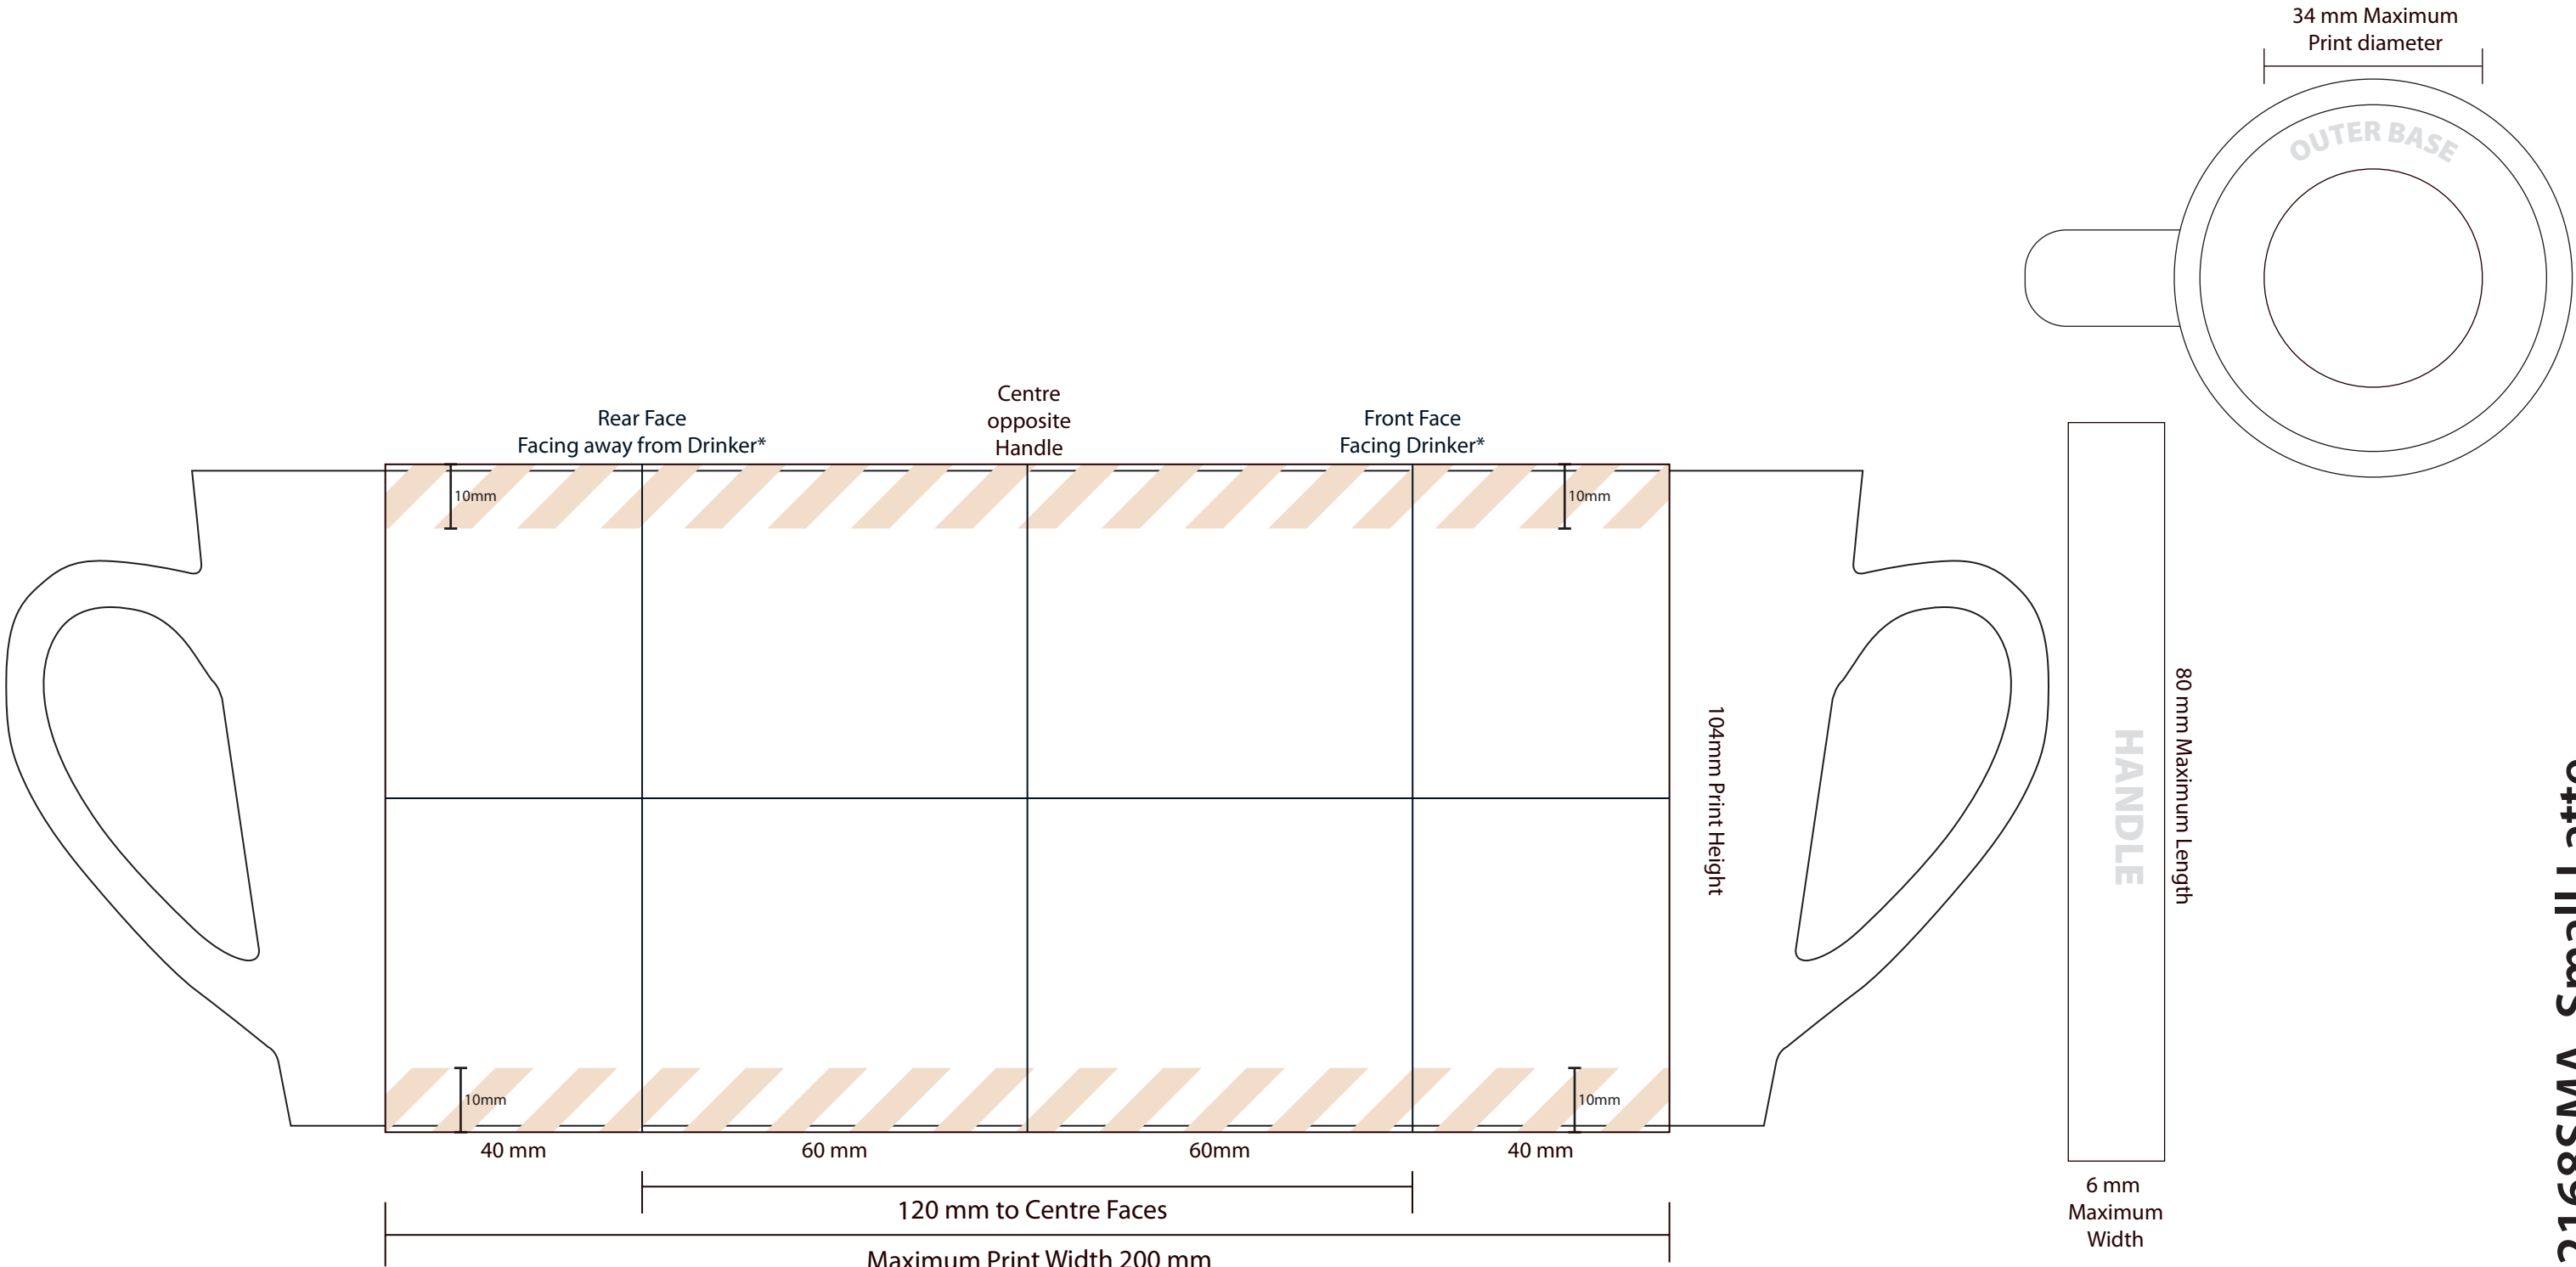 34 mm Maximum
Print diameter
OUTER BASE
Rear Face
Facing away from Drinker*
Centre
opposite
Handle
Front Face
Facing Drinker*
10mm
10mm
104mm Print Height
HANDLE
80 mm Maximum Length
10mm
10mm
40 mm
60 mm
60mm
40 mm
120 mm to Centre Faces
Maximum Print Width 200 mm
6 mm
Maximum
Width
Small Latte